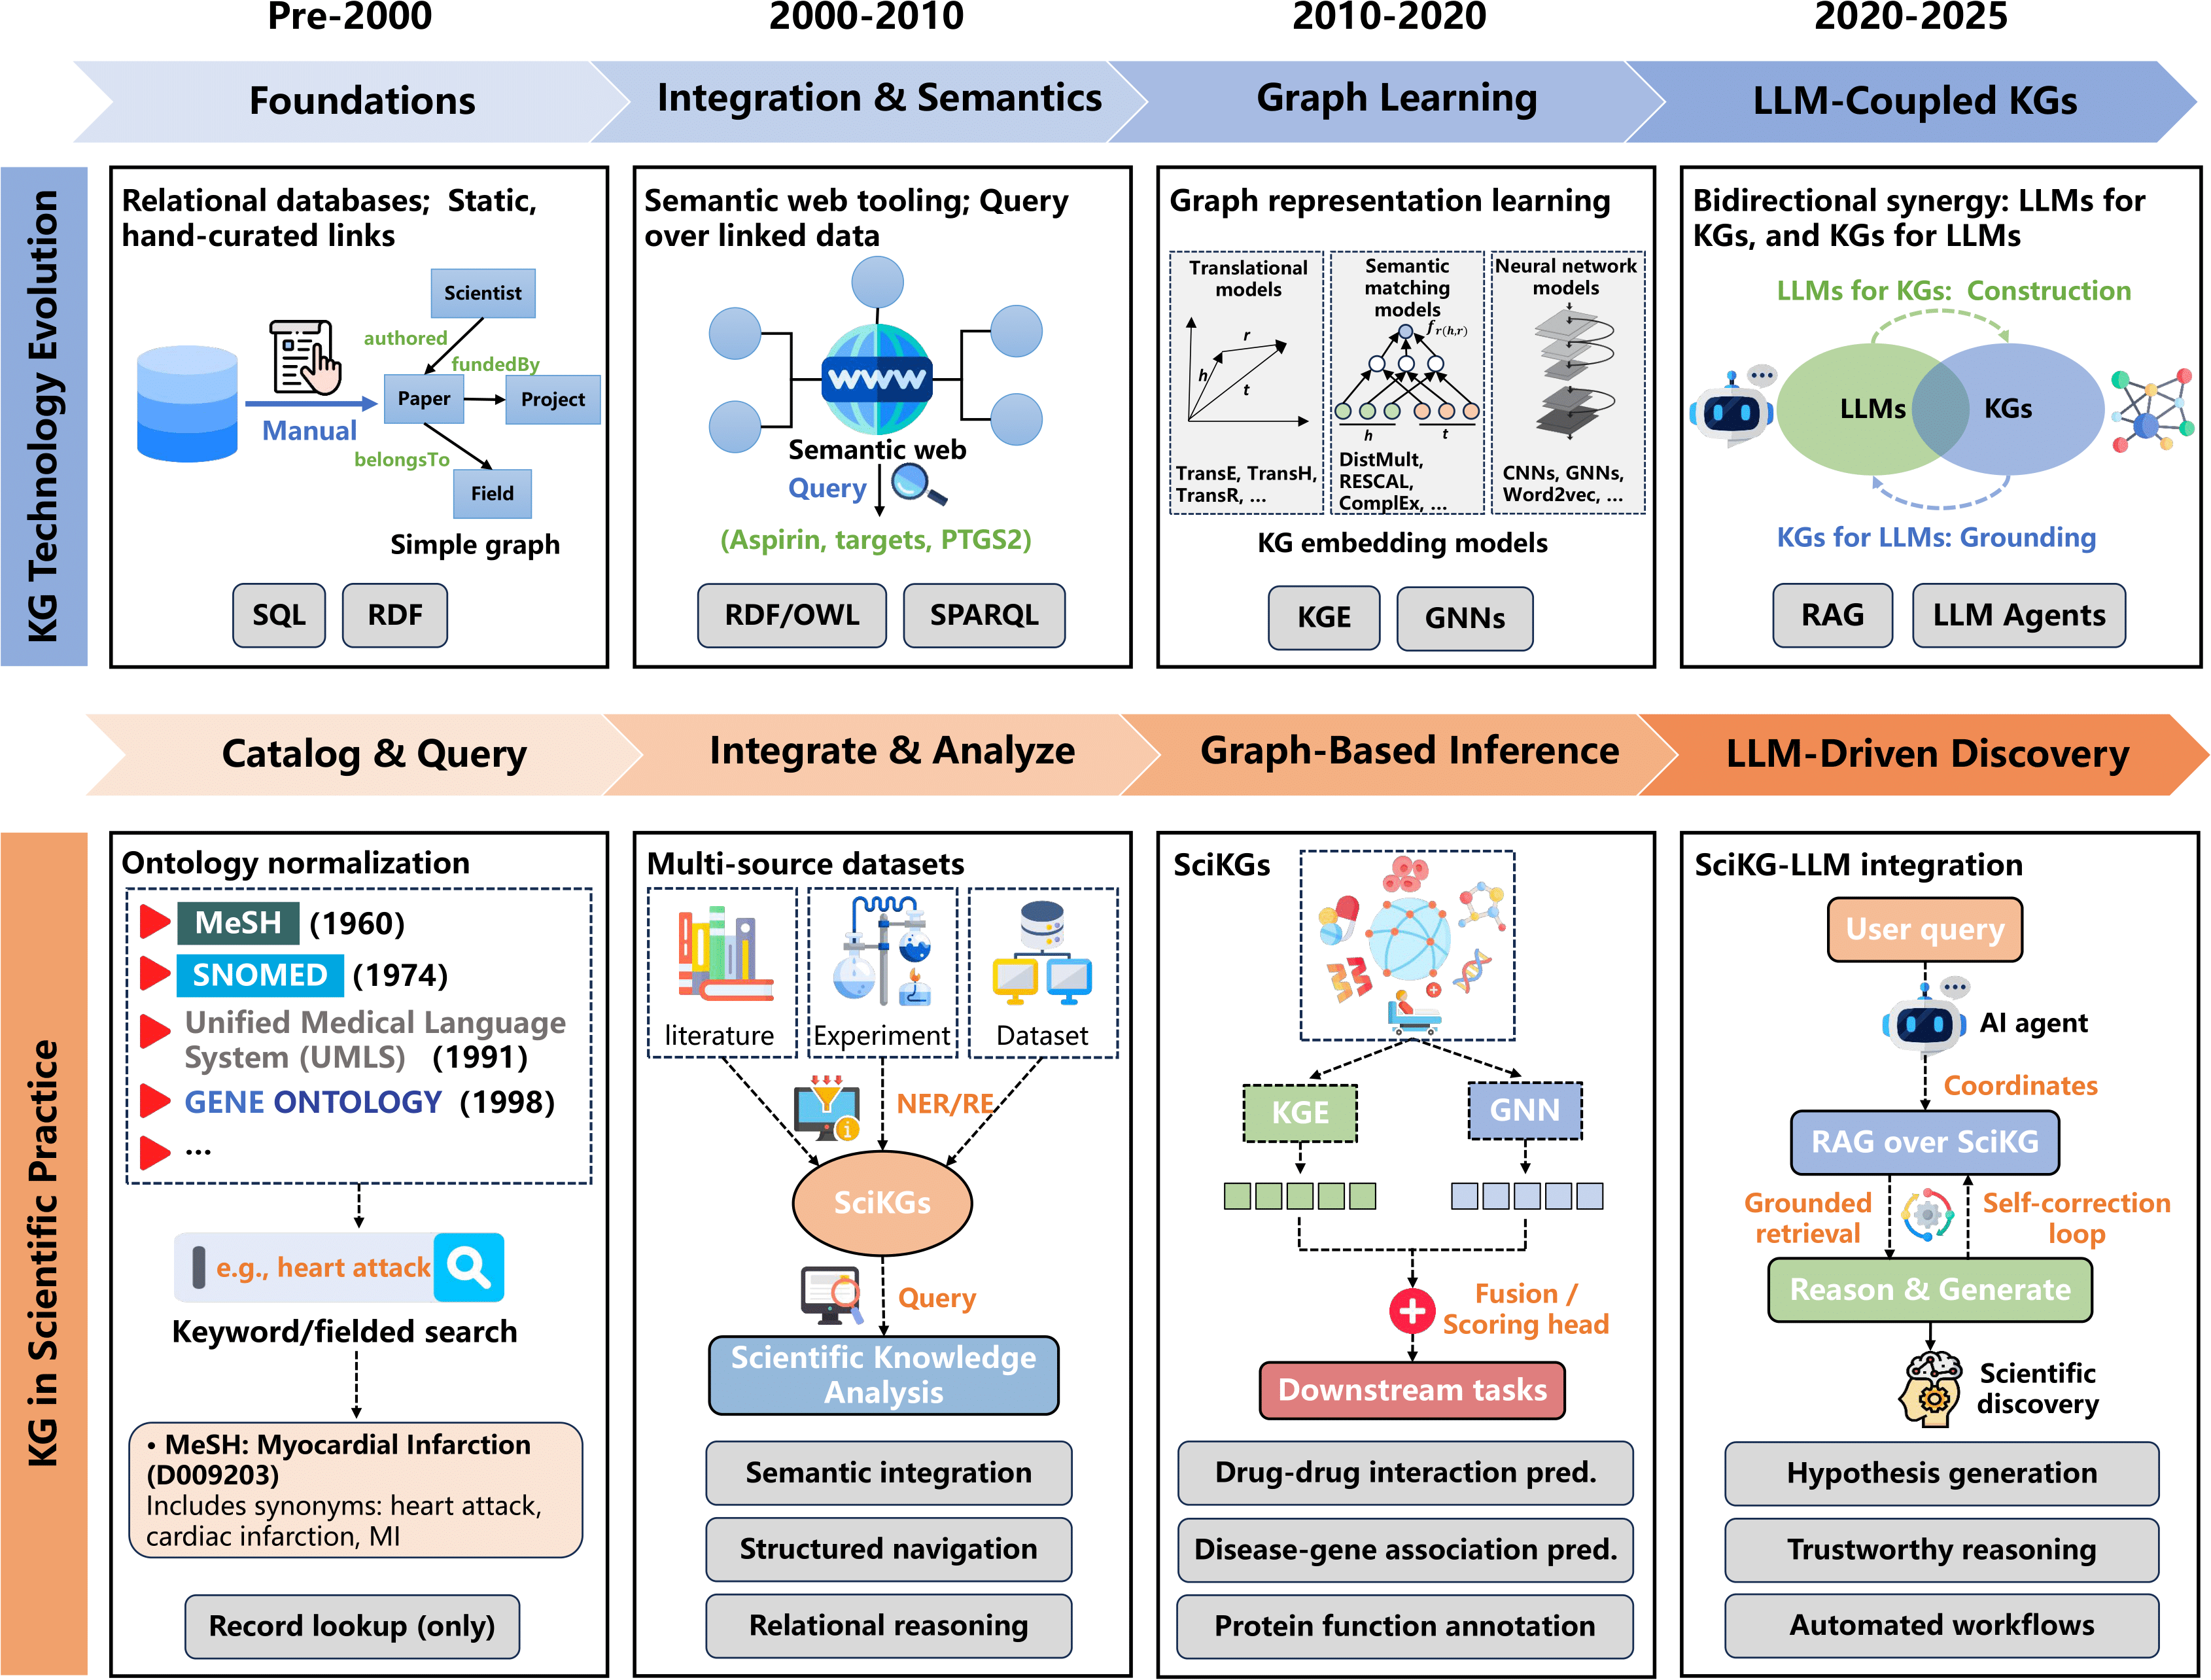 Pre-2000
2000-2010
2010-2020
2020-2025
Foundations
Integration & Semantics
Graph Learning
LLM-Coupled KGs
KG Technology Evolution
Relational databases;  Static,
hand-curated links
Scientist
authored
fundedBy
Paper
Project
Manual
belongsTo
Field
Simple graph
SQL
RDF
Semantic web tooling; Query
over linked data
WWW
Semantic web
Query
(Aspirin, targets, PTGS2)
RDF/OWL
SPARQL
Graph representation learning
Translational
models
r
h
t
TransE, TransH,
TransR, ...
Semantic
matching
models
fr(h,r)
h
t
DistMult,
RESCAL,
ComplEx, ...
Neural network
models
CNNs, GNNs,
Word2vec, ...
KG embedding models
KGE
GNNs
Bidirectional synergy: LLMs for
KGs, and KGs for LLMs
LLMs for KGs:  Construction
LLMs
KGs
KGs for LLMs: Grounding
RAG
LLM Agents
Catalog & Query
Integrate & Analyze
Graph-Based Inference
LLM-Driven Discovery
KG in Scientific Practice
Ontology normalization
MeSH (1960)
SNOMED (1974)
Unified Medical Language
System (UMLS) (1991)
GENE ONTOLOGY (1998)
...
e.g., heart attack
Keyword/fielded search
• MeSH: Myocardial Infarction
(D009203)
Includes synonyms: heart attack,
cardiac infarction, MI
Record lookup (only)
Multi-source datasets
literature
Experiment
Dataset
NER/RE
SciKGs
Query
Scientific Knowledge
Analysis
Semantic integration
Structured navigation
Relational reasoning
SciKGs
KGE
GNN
Fusion /
Scoring head
Downstream tasks
Drug-drug interaction pred.
Disease-gene association pred.
Protein function annotation
SciKG-LLM integration
User query
AI agent
Coordinates
RAG over SciKG
Grounded
retrieval
Self-correction
loop
Reason & Generate
Scientific
discovery
Hypothesis generation
Trustworthy reasoning
Automated workflows